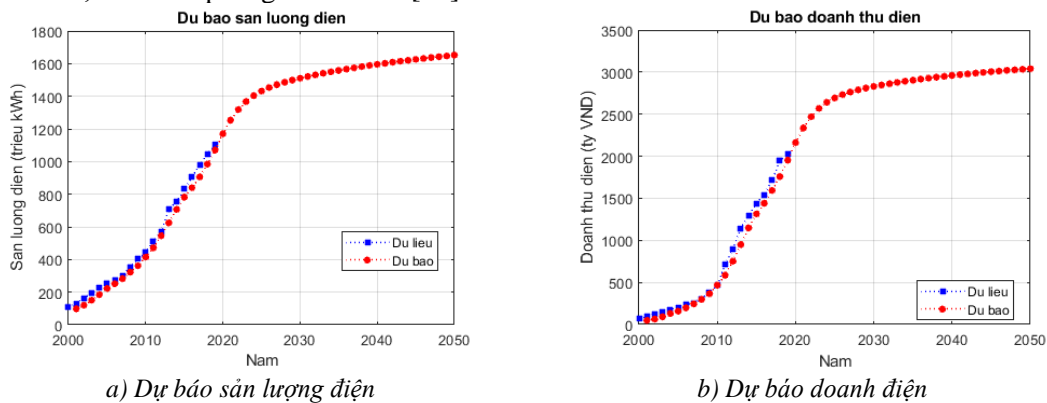 Du bao san luong dien
San luong dien (trieu kWh)
1800
1600
1400
1200
1000
800
600
400
200
0
2000
2010
2020
2030
2040
2050
Nam
Du lieu
Du bao
a) Dự báo sản lượng điện
Du bao doanh thu dien
Doanh thu dien (ty VND)
3500
3000
2500
2000
1500
1000
500
0
2000
2010
2020
2030
2040
2050
Nam
Du lieu
Du bao
b) Dự báo doanh điện